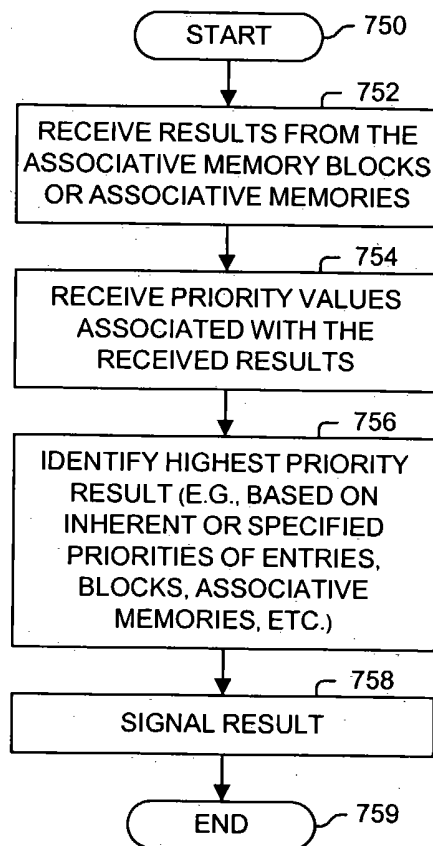 START
750
752
RECEIVE RESULTS FROM THE
ASSOCIATIVE MEMORY BLOCKS
OR ASSOCIATIVE MEMORIES
754
RECEIVE PRIORITY VALUES
ASSOCIATED WITH THE
RECEIVED RESULTS
756
IDENTIFY HIGHEST PRIORITY
RESULT (E.G., BASED ON
INHERENT OR SPECIFIED
PRIORITIES OF ENTRIES,
BLOCKS, ASSOCIATIVE
MEMORIES, ETC.)
758
SIGNAL RESULT
END
759